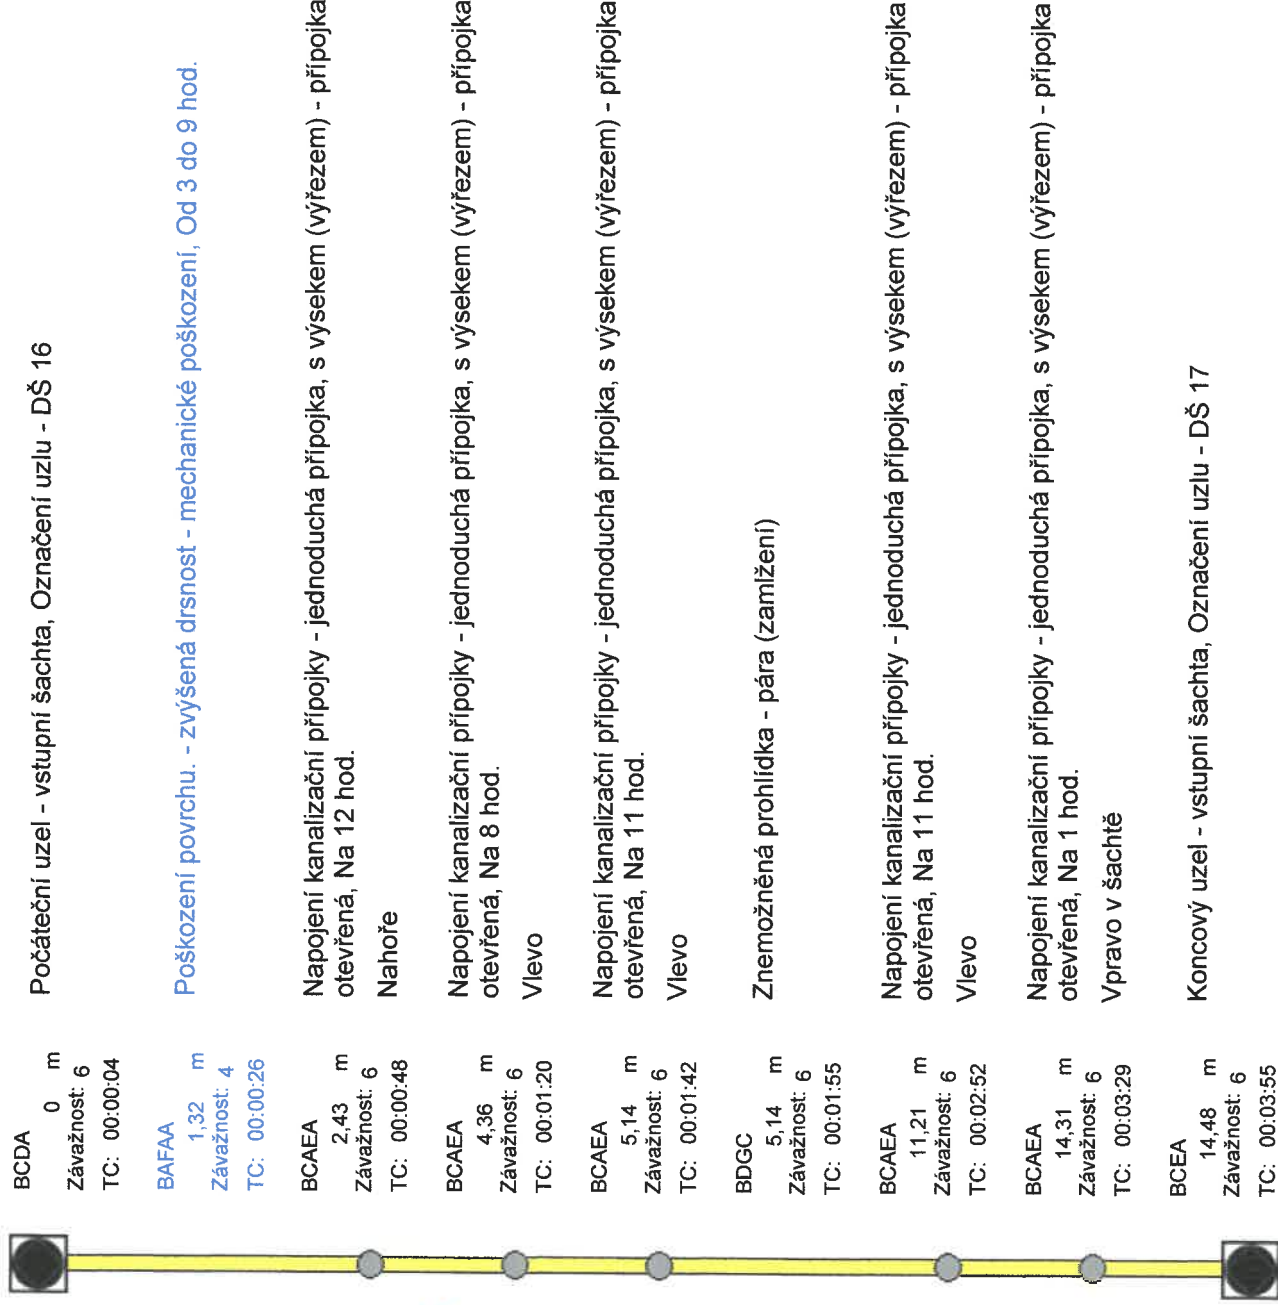 BCDA
0 m
Závažnost: 6
TC: 00:00:04
Počáteční uzel - vstupní šachta, Označení uzlu - DŠ 16
BAFAA
1,32 m
Závažnost: 4
TC: 00:00:26
Poškození povrchu. - zvýšená drsnost - mechanické poškození, Od 3 do 9 hod.
BCAEA
2,43 m
Závažnost: 6
TC: 00:00:48
Napojení kanalizační přípojky - jednoduchá přípojka, s výsekem (výřezem) - přípojka
otevřená, Na 12 hod.
Nahoře
BCAEA
4,36 m
Závažnost: 6
TC: 00:01:20
Napojení kanalizační přípojky - jednoduchá přípojka, s výsekem (výřezem) - přípojka
otevřená, Na 8 hod.
Vlevo
BCAEA
5,14 m
Závažnost: 6
TC: 00:01:42
Napojení kanalizační přípojky - jednoduchá přípojka, s výsekem (výřezem) - přípojka
otevřená, Na 11 hod.
Vlevo
BDGC
5,14 m
Závažnost: 6
TC: 00:01:55
Znemožněná prohlídka - pára (zamlžení)
BCAEA
11,21 m
Závažnost: 6
TC: 00:02:52
Napojení kanalizační přípojky - jednoduchá přípojka, s výsekem (výřezem) - přípojka
otevřená, Na 11 hod.
Vlevo
BCAEA
14,31 m
Závažnost: 6
TC: 00:03:29
Napojení kanalizační přípojky - jednoduchá přípojka, s výsekem (výřezem) - přípojka
otevřená, Na 1 hod.
Vpravo v šachtě
BCEA
14,48 m
Závažnost: 6
TC: 00:03:55
Koncový uzel - vstupní šachta, Označení uzlu - DŠ 17